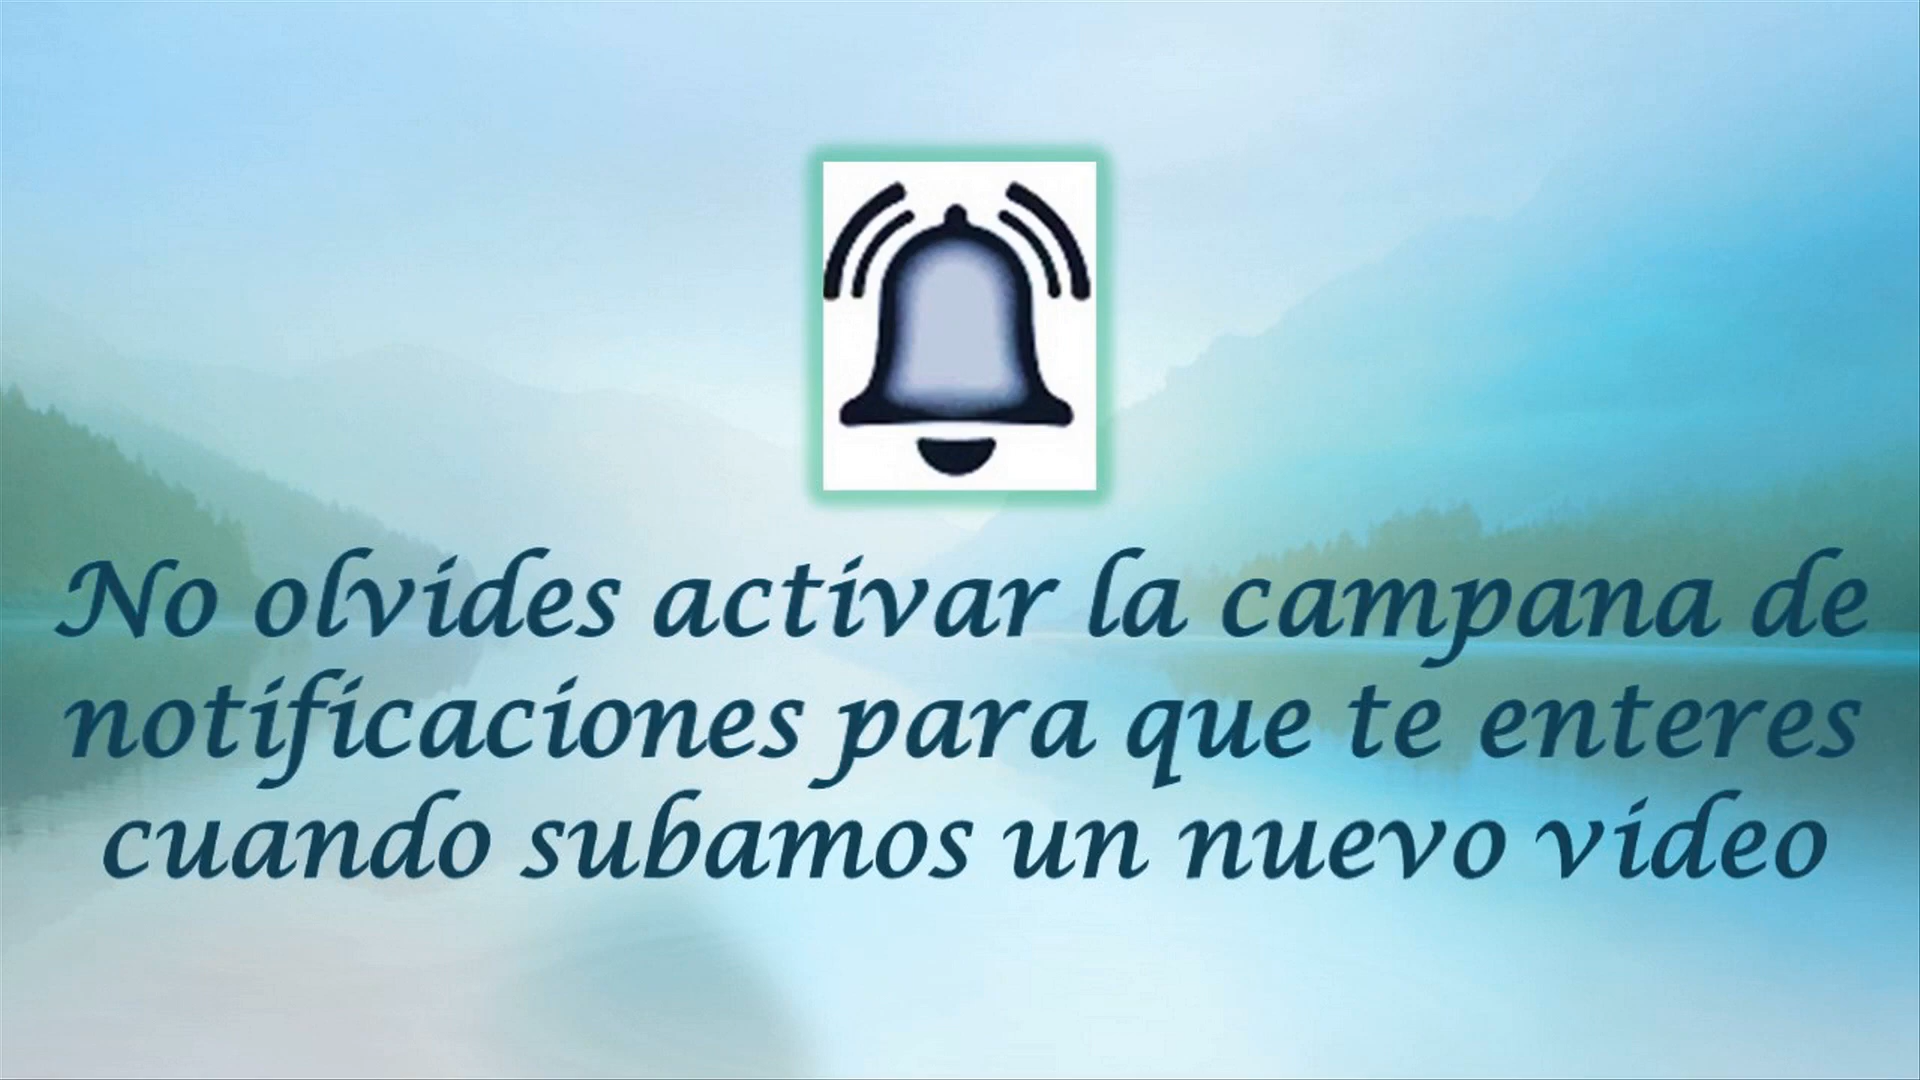 No olvides activar la campana de
notificaciones para que te enteres
cuando subamos un nuevo video